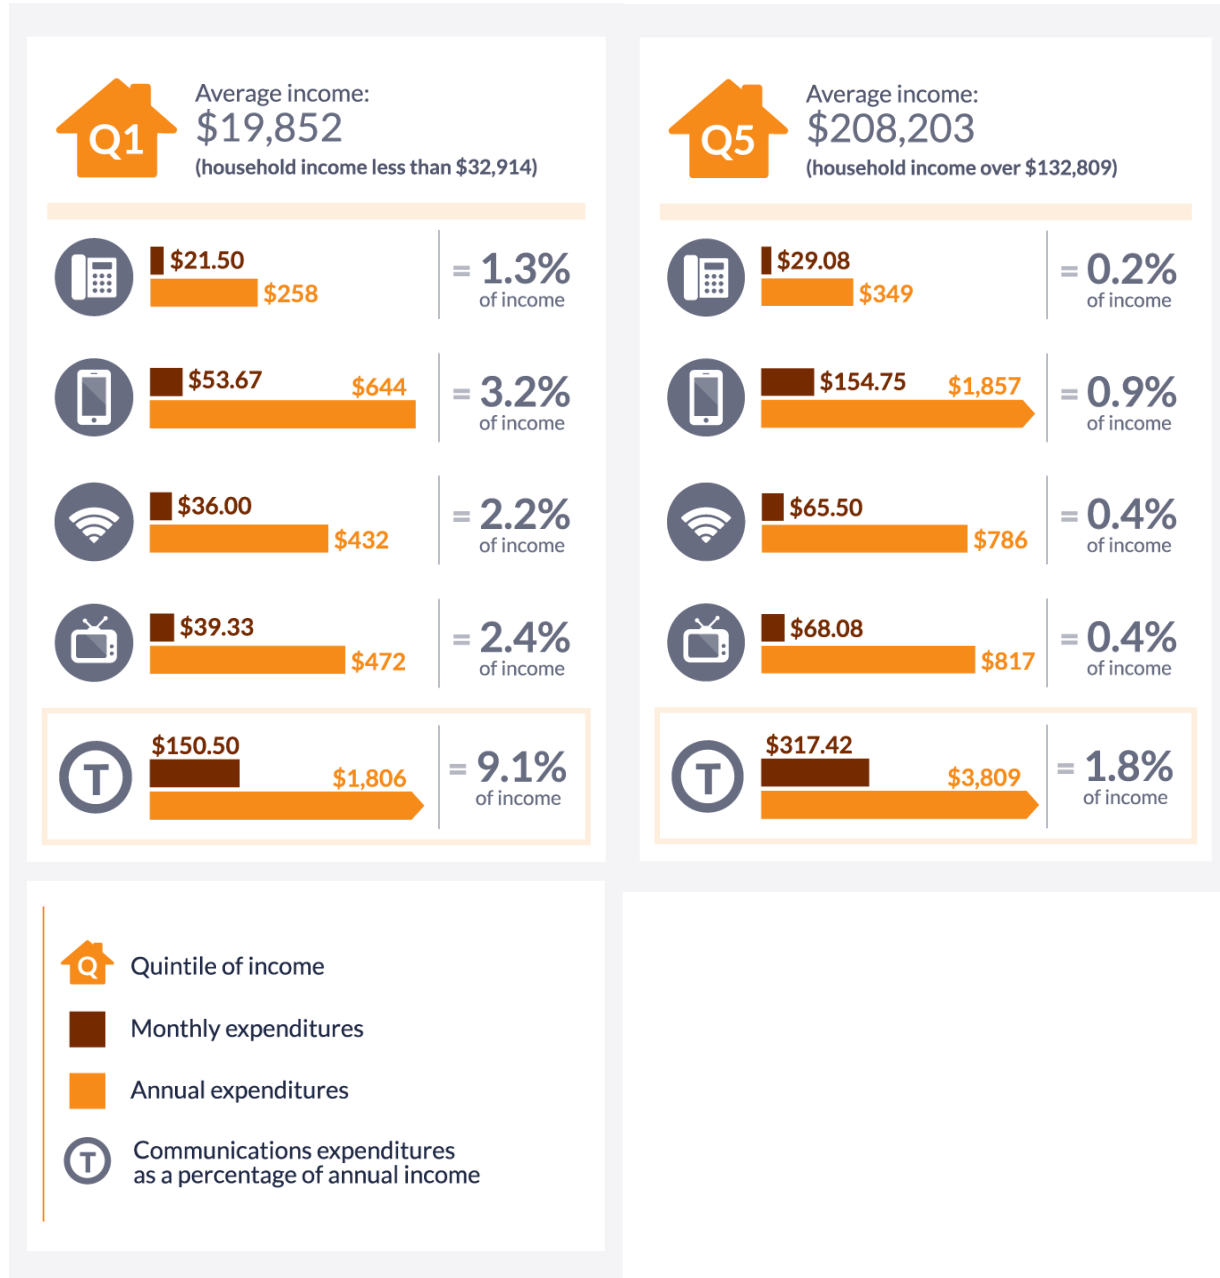 Q1
Average income:
$19,852
(household income less than $32,914)
$21.50
$258
= 1.3%
of income
$53.67
$644
= 3.2%
of income
$36.00
$432
= 2.2%
of income
$39.33
$472
= 2.4%
of income
T
$150.50
$1,806
= 9.1%
of income
Q5
Average income:
$208,203
(household income over $132,809)
$29.08
$349
= 0.2%
of income
$154.75
$1,857
= 0.9%
of income
$65.50
$786
= 0.4%
of income
$68.08
$817
= 0.4%
of income
T
$317.42
$3,809
= 1.8%
of income
Q
Quintile of income
Monthly expenditures
Annual expenditures
T
Communications expenditures
as a percentage of annual income